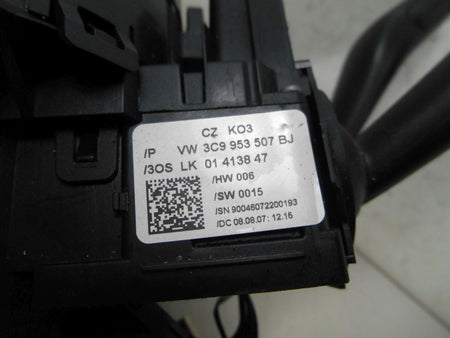 CZ KO3
/P VW 3C9 953 507 BJ
/3OS LK 01 4138 47
/HW 006
/SW 0015
/SN 90046072200193
/DC 08.08.07; 12.16